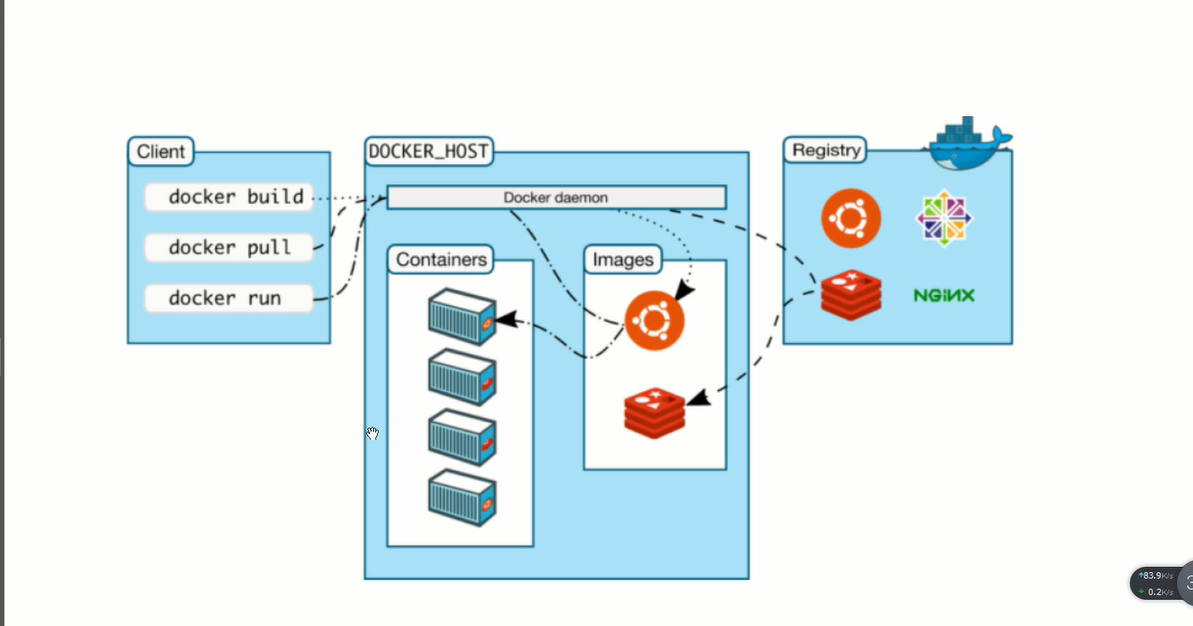 Client
docker build
docker pull
docker run
DOCKER_HOST
Docker daemon
Containers
Images
Registry
NGiNX
↑83.9K/s
↓ 0.2K/s